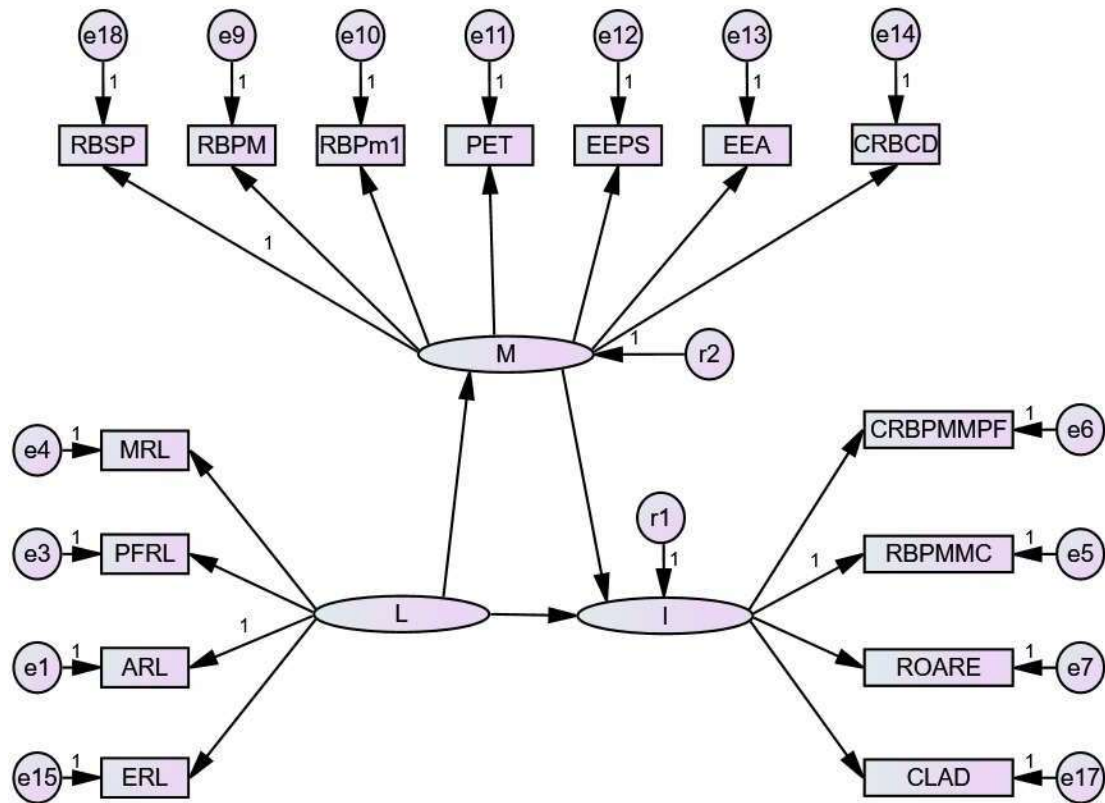 e18 e9 e10 e11 e12 e13 e14
1 1 1 1 1 1 1
RBSP RBPM RBPm1 PET EEPS EEA CRBCD
1
M 1 r2
e4 1 MRL
CRBPMMPF 1 e6
r1
1
e3 1 PFRL
1 RBPMMC 1 e5
L
I
1
e1 1 ARL
ROARE 1 e7
e15 1 ERL
CLAD 1 e17